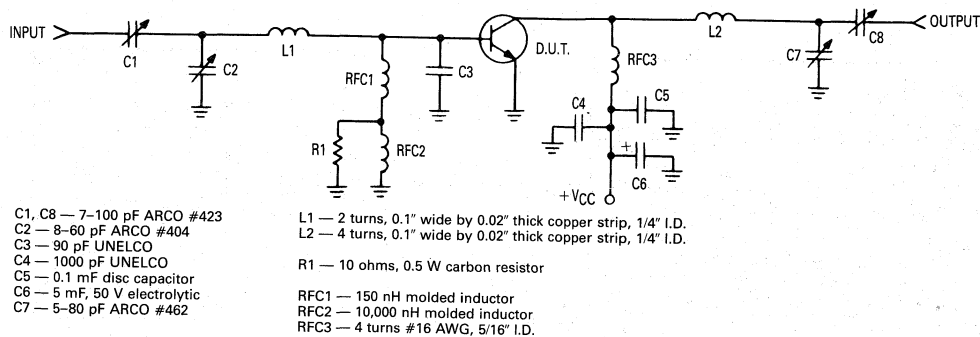 INPUT
C1
C2
L1
RFC1
C3
R1
RFC2
D.U.T.
RFC3
C4
C5
+
C6
+VCC
L2
C7
C8
OUTPUT
C1, C8 — 7–100 pF ARCO #423
C2 — 8–60 pF ARCO #404
C3 — 90 pF UNELCO
C4 — 1000 pF UNELCO
C5 — 0.1 mF disc capacitor
C6 — 5 mF, 50 V electrolytic
C7 — 5–80 pF ARCO #462
L1 — 2 turns, 0.1" wide by 0.02" thick copper strip, 1/4" I.D.
L2 — 4 turns, 0.1" wide by 0.02" thick copper strip, 1/4" I.D.
R1 — 10 ohms, 0.5 W carbon resistor
RFC1 — 150 nH molded inductor
RFC2 — 10,000 nH molded inductor
RFC3 — 4 turns #16 AWG, 5/16" I.D.